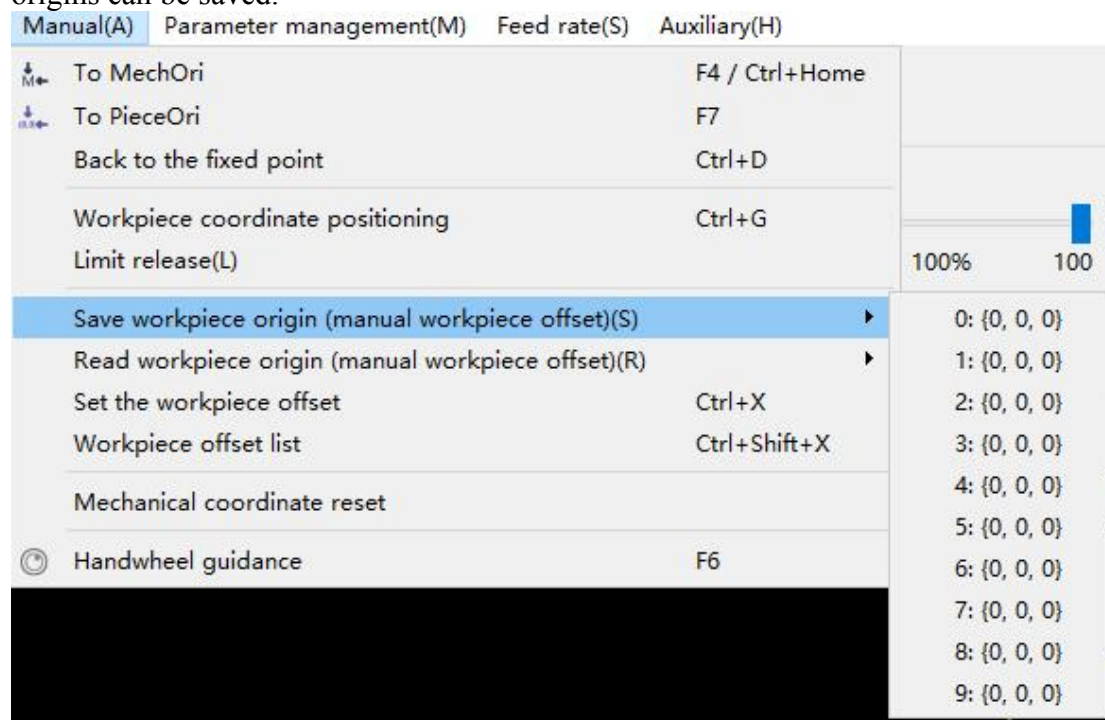 origins can be saved.
Manual(A) Parameter management(M) Feed rate(S) Auxiliary(H)
To MechOri F4 / Ctrl+Home
To PieceOri F7
Back to the fixed point Ctrl+D
Workpiece coordinate positioning Ctrl+G
Limit release(L)
100% 100
Save workpiece origin (manual workpiece offset)(S)
Read workpiece origin (manual workpiece offset)(R)
Set the workpiece offset Ctrl+X
Workpiece offset list Ctrl+Shift+X
Mechanical coordinate reset
Handwheel guidance F6
0: {0, 0, 0}
1: {0, 0, 0}
2: {0, 0, 0}
3: {0, 0, 0}
4: {0, 0, 0}
5: {0, 0, 0}
6: {0, 0, 0}
7: {0, 0, 0}
8: {0, 0, 0}
9: {0, 0, 0}